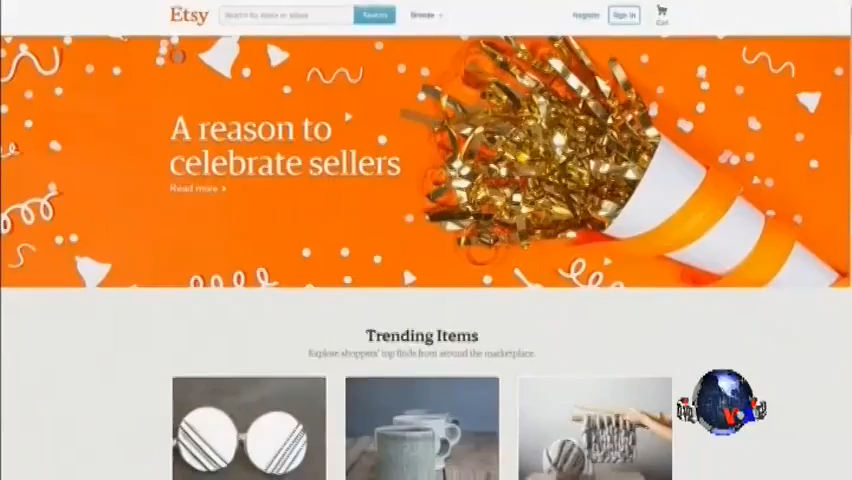 Etsy
Search for items or shops
Search
Browse
Register
Sign In
Cart
A reason to
celebrate sellers
Read more
Trending Items
Explore shoppers' top finds from around the marketplace.
VOA